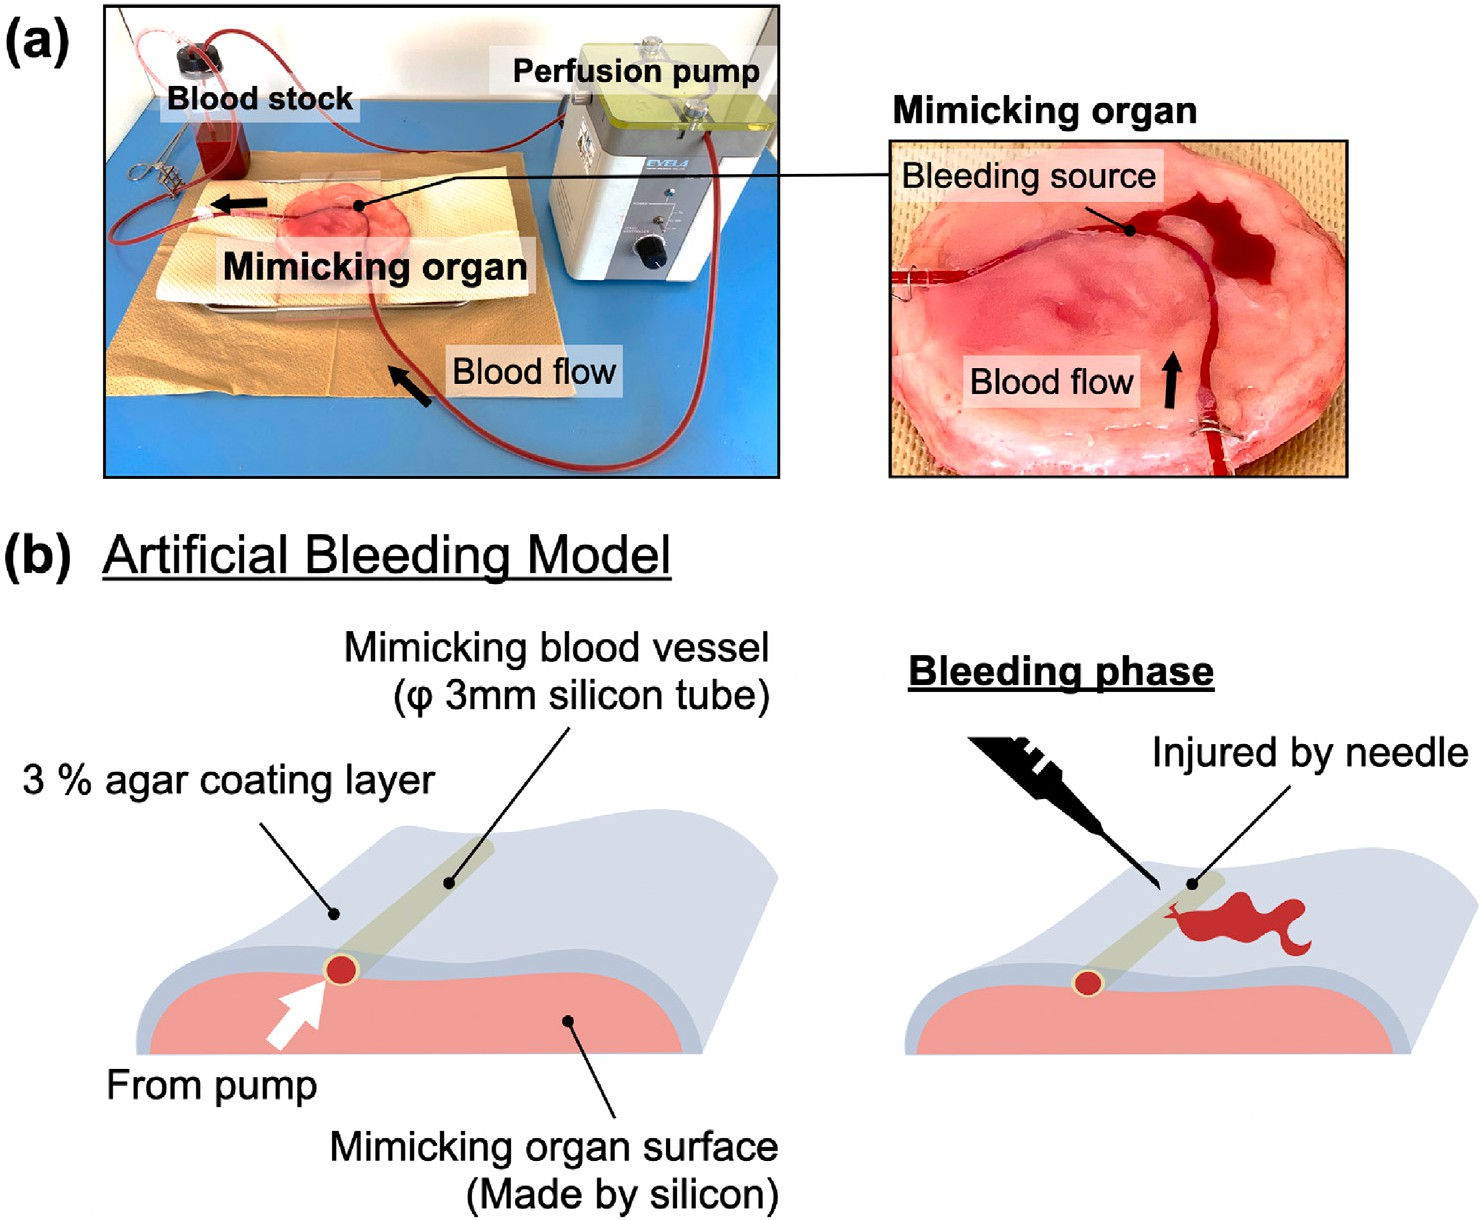 (a)
Blood stock
Perfusion pump
EYELA
Mimicking organ
Blood flow
Mimicking organ
Bleeding source
Blood flow
(b) Artificial Bleeding Model
Mimicking blood vessel
(φ 3mm silicon tube)
3 % agar coating layer
From pump
Mimicking organ surface
(Made by silicon)
Bleeding phase
Injured by needle